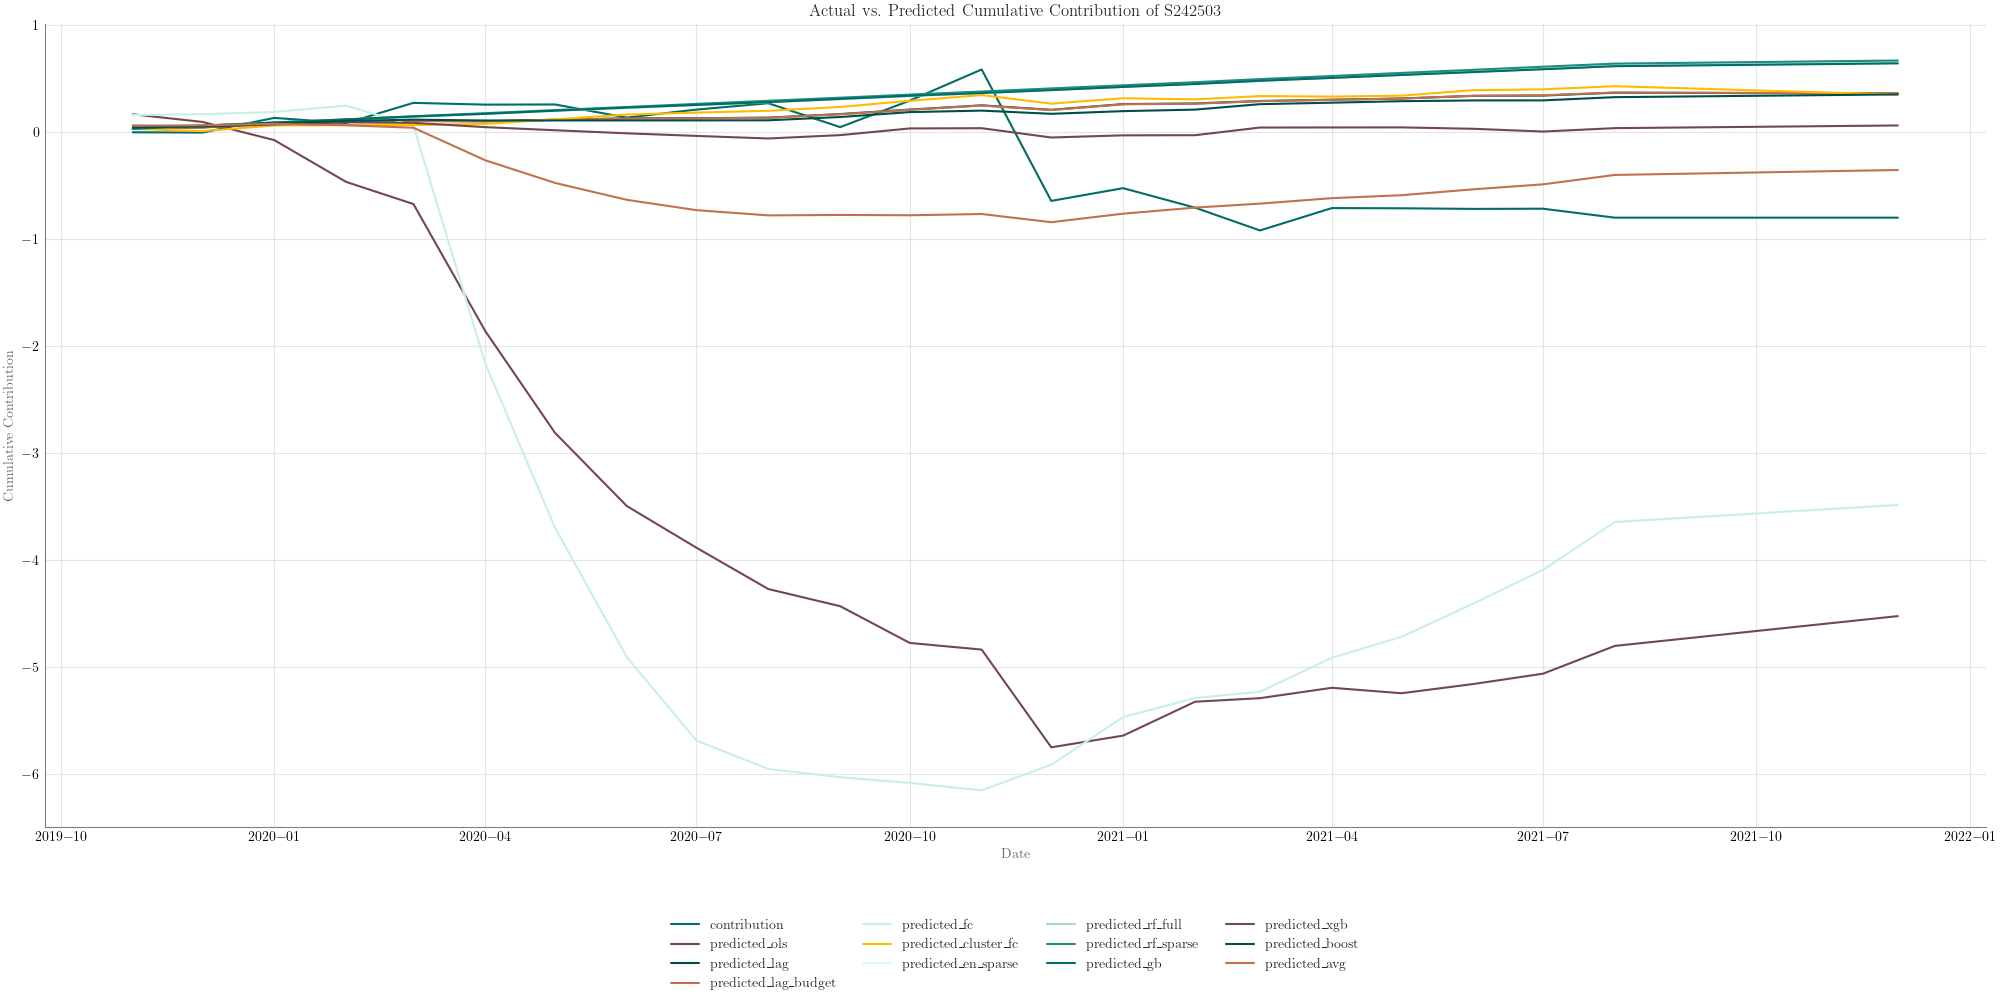 Actual vs. Predicted Cumulative Contribution of S242503
1
0
−1
−2
−3
−4
−5
−6
Cumulative Contribution
2019−10
2020−01
2020−04
2020−07
2020−10
2021−01
2021−04
2021−07
2021−10
2022−01
Date
contribution
predicted_ols
predicted_lag
predicted_lag_budget
predicted_fc
predicted_cluster_fc
predicted_en_sparse
predicted_rf_full
predicted_rf_sparse
predicted_gb
predicted_xgb
predicted_boost
predicted_avg